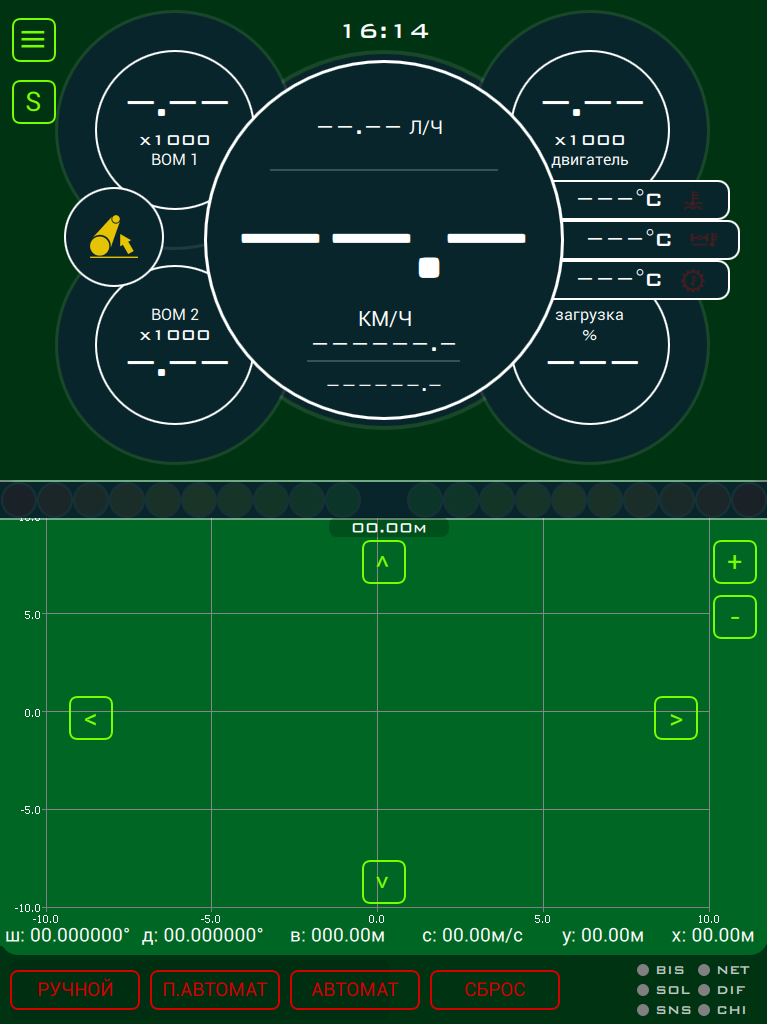 16:14
S
x1000
ВОМ 1
Л/Ч
x1000
двигатель
---°C
---°C
---°C
ВОМ 2
x1000
КМ/Ч
загрузка
%
10.0
00.00м
^
+
5.0
-
0.0
<
>
-5.0
v
-10.0
-10.0 -5.0 0.0 5.0 10.0
ш: 00.000000° д: 00.000000° в: 000.00м с: 00.00м/с у: 00.00м х: 00.00м
РУЧНОЙ П.АВТОМАТ АВТОМАТ СБРОС
BIS NET
SOL DIF
SNS CHI